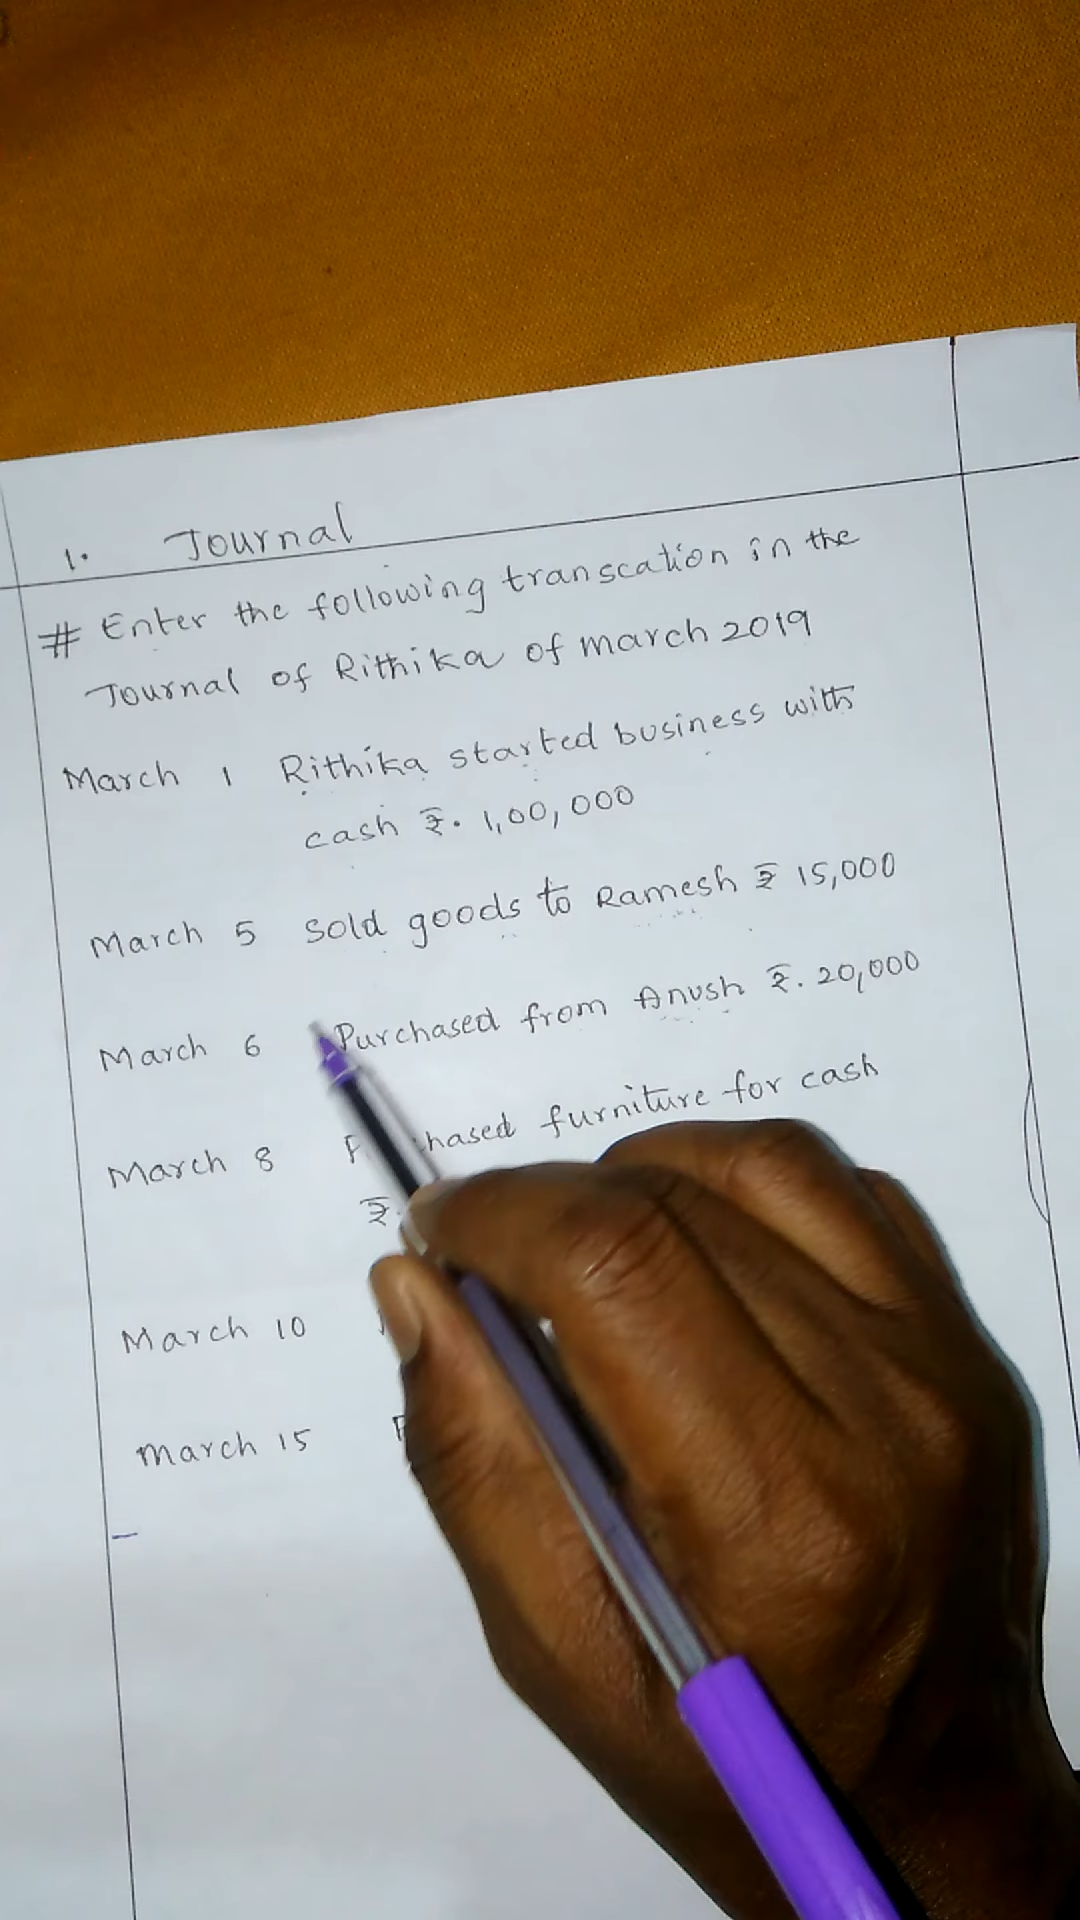 1. Journal
# Enter the following transcation in the
Journal of Rithika of march 2019
March 1 Rithika started business with
cash ₹. 1,00,000
March 5 sold goods to Ramesh ₹ 15,000
March 6 Purchased from Anush ₹. 20,000
March 8 furniture for cash
₹.
March 10
March 15